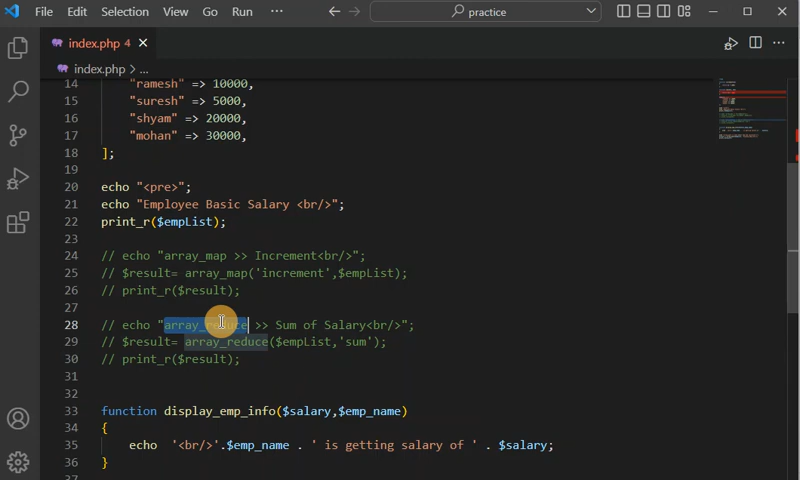 File Edit Selection View Go Run ··· practice
index.php 4
index.php > ...
14 "ramesh" => 10000,
15 "suresh" => 5000,
16 "shyam" => 20000,
17 "mohan" => 30000,
18 ];
19
20 echo "<pre>";
21 echo "Employee Basic Salary <br/>";
22 print_r($empList);
23
24 // echo "array_map >> Increment<br/>";
25 // $result= array_map('increment',$empList);
26 // print_r($result);
27
28 // echo "array_reduce >> Sum of Salary<br/>";
29 // $result= array_reduce($empList,'sum');
30 // print_r($result);
31
32
33 function display_emp_info($salary,$emp_name)
34 {
35 echo '<br/>'.$emp_name . ' is getting salary of ' . $salary;
36 }
37